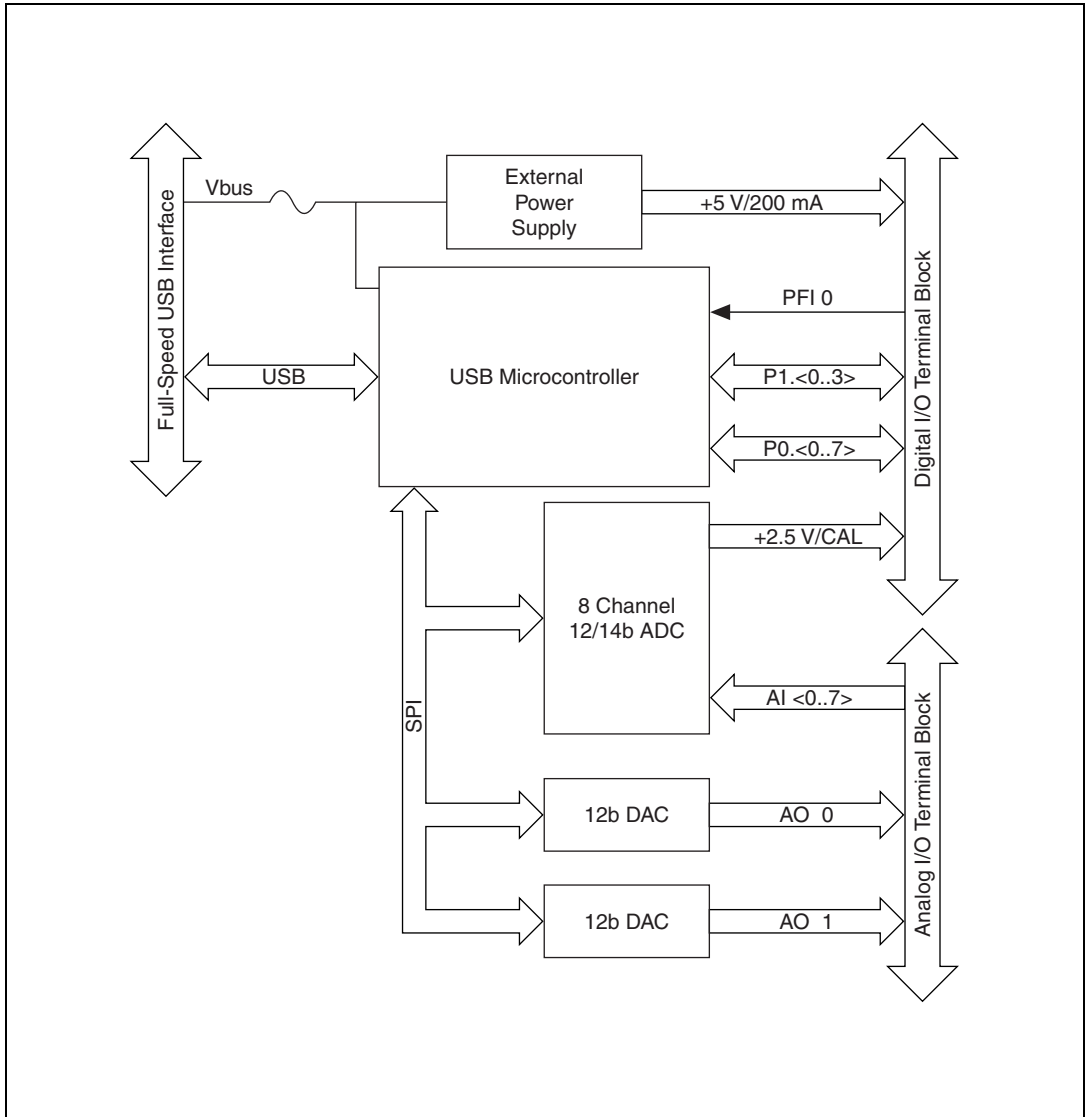 Vbus
External
Power
Supply
+5 V/200 mA
Full-Speed USB Interface
USB
USB Microcontroller
PFI 0
P1.<0..3>
P0.<0..7>
Digital I/O Terminal Block
+2.5 V/CAL
8 Channel
12/14b ADC
AI <0..7>
SPI
12b DAC
AO 0
12b DAC
AO 1
Analog I/O Terminal Block